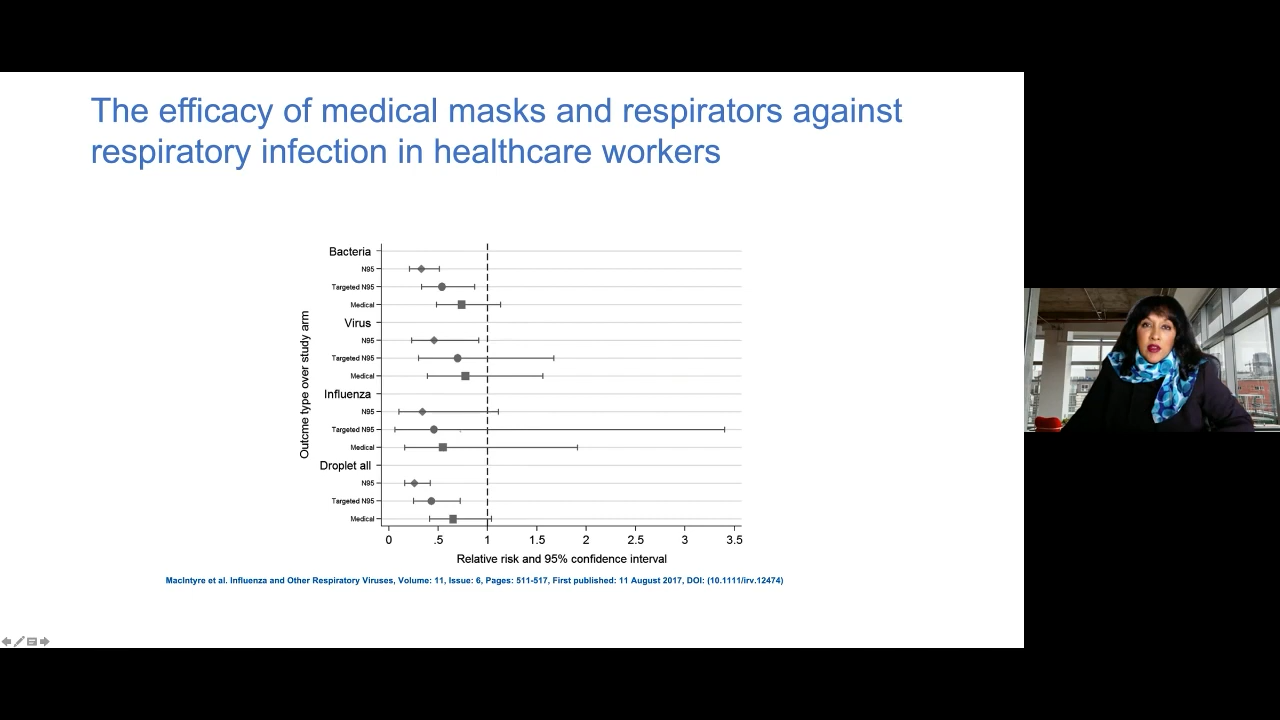 The efficacy of medical masks and respirators against
respiratory infection in healthcare workers
Outcme type over study arm
Bacteria
N95
Targeted N95
Medical
Virus
N95
Targeted N95
Medical
Influenza
N95
Targeted N95
Medical
Droplet all
N95
Targeted N95
Medical
0 .5 1 1.5 2 2.5 3 3.5
Relative risk and 95% confidence interval
MacIntyre et al. Influenza and Other Respiratory Viruses, Volume: 11, Issue: 6, Pages: 511-517, First published: 11 August 2017, DOI: (10.1111/irv.12474)